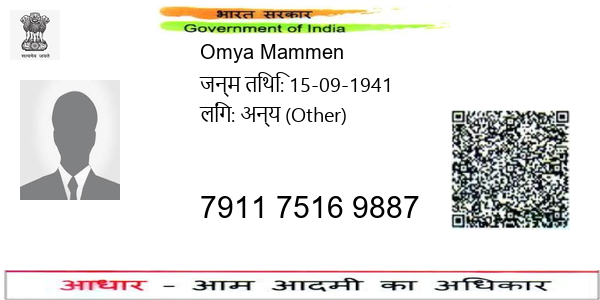 भारत सरकार
Government of India
सत्यमेव जयते
Omya Mammen
जन्म तिथि: 15-09-1941
लिंग: अन्य (Other)
7911 7516 9887
आधार - आम आदमी का अधिकार